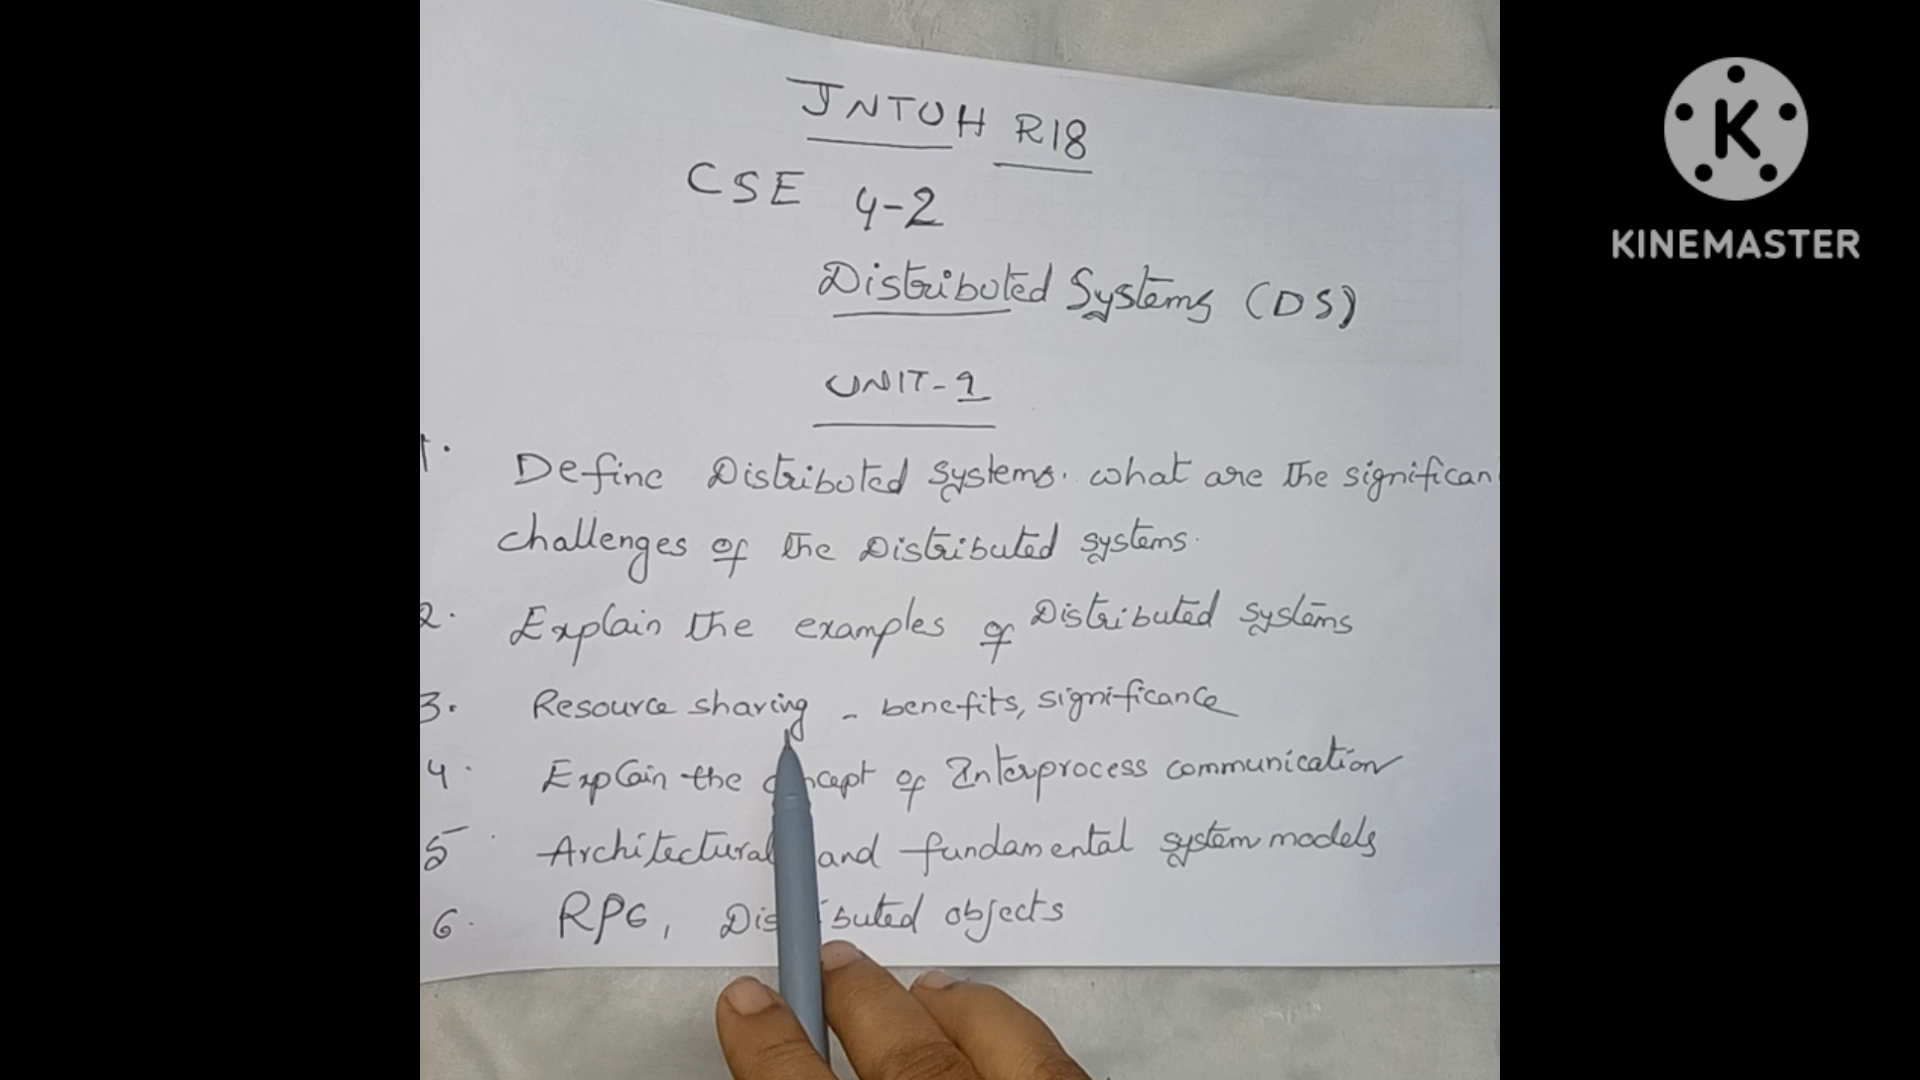 JNTUH R18
CSE 4-2
Distributed Systems (DS)
UNIT-1
1. Define Distributed Systems. what are the significan
challenges of the Distributed systems.
2. Explain the examples of Distributed systems
3. Resource sharing - benefits, significance
4. Explain the concept of Interprocess communication
5. Architectural and fundamental system models
6. RPC, Distributed objects
K
KINEMASTER